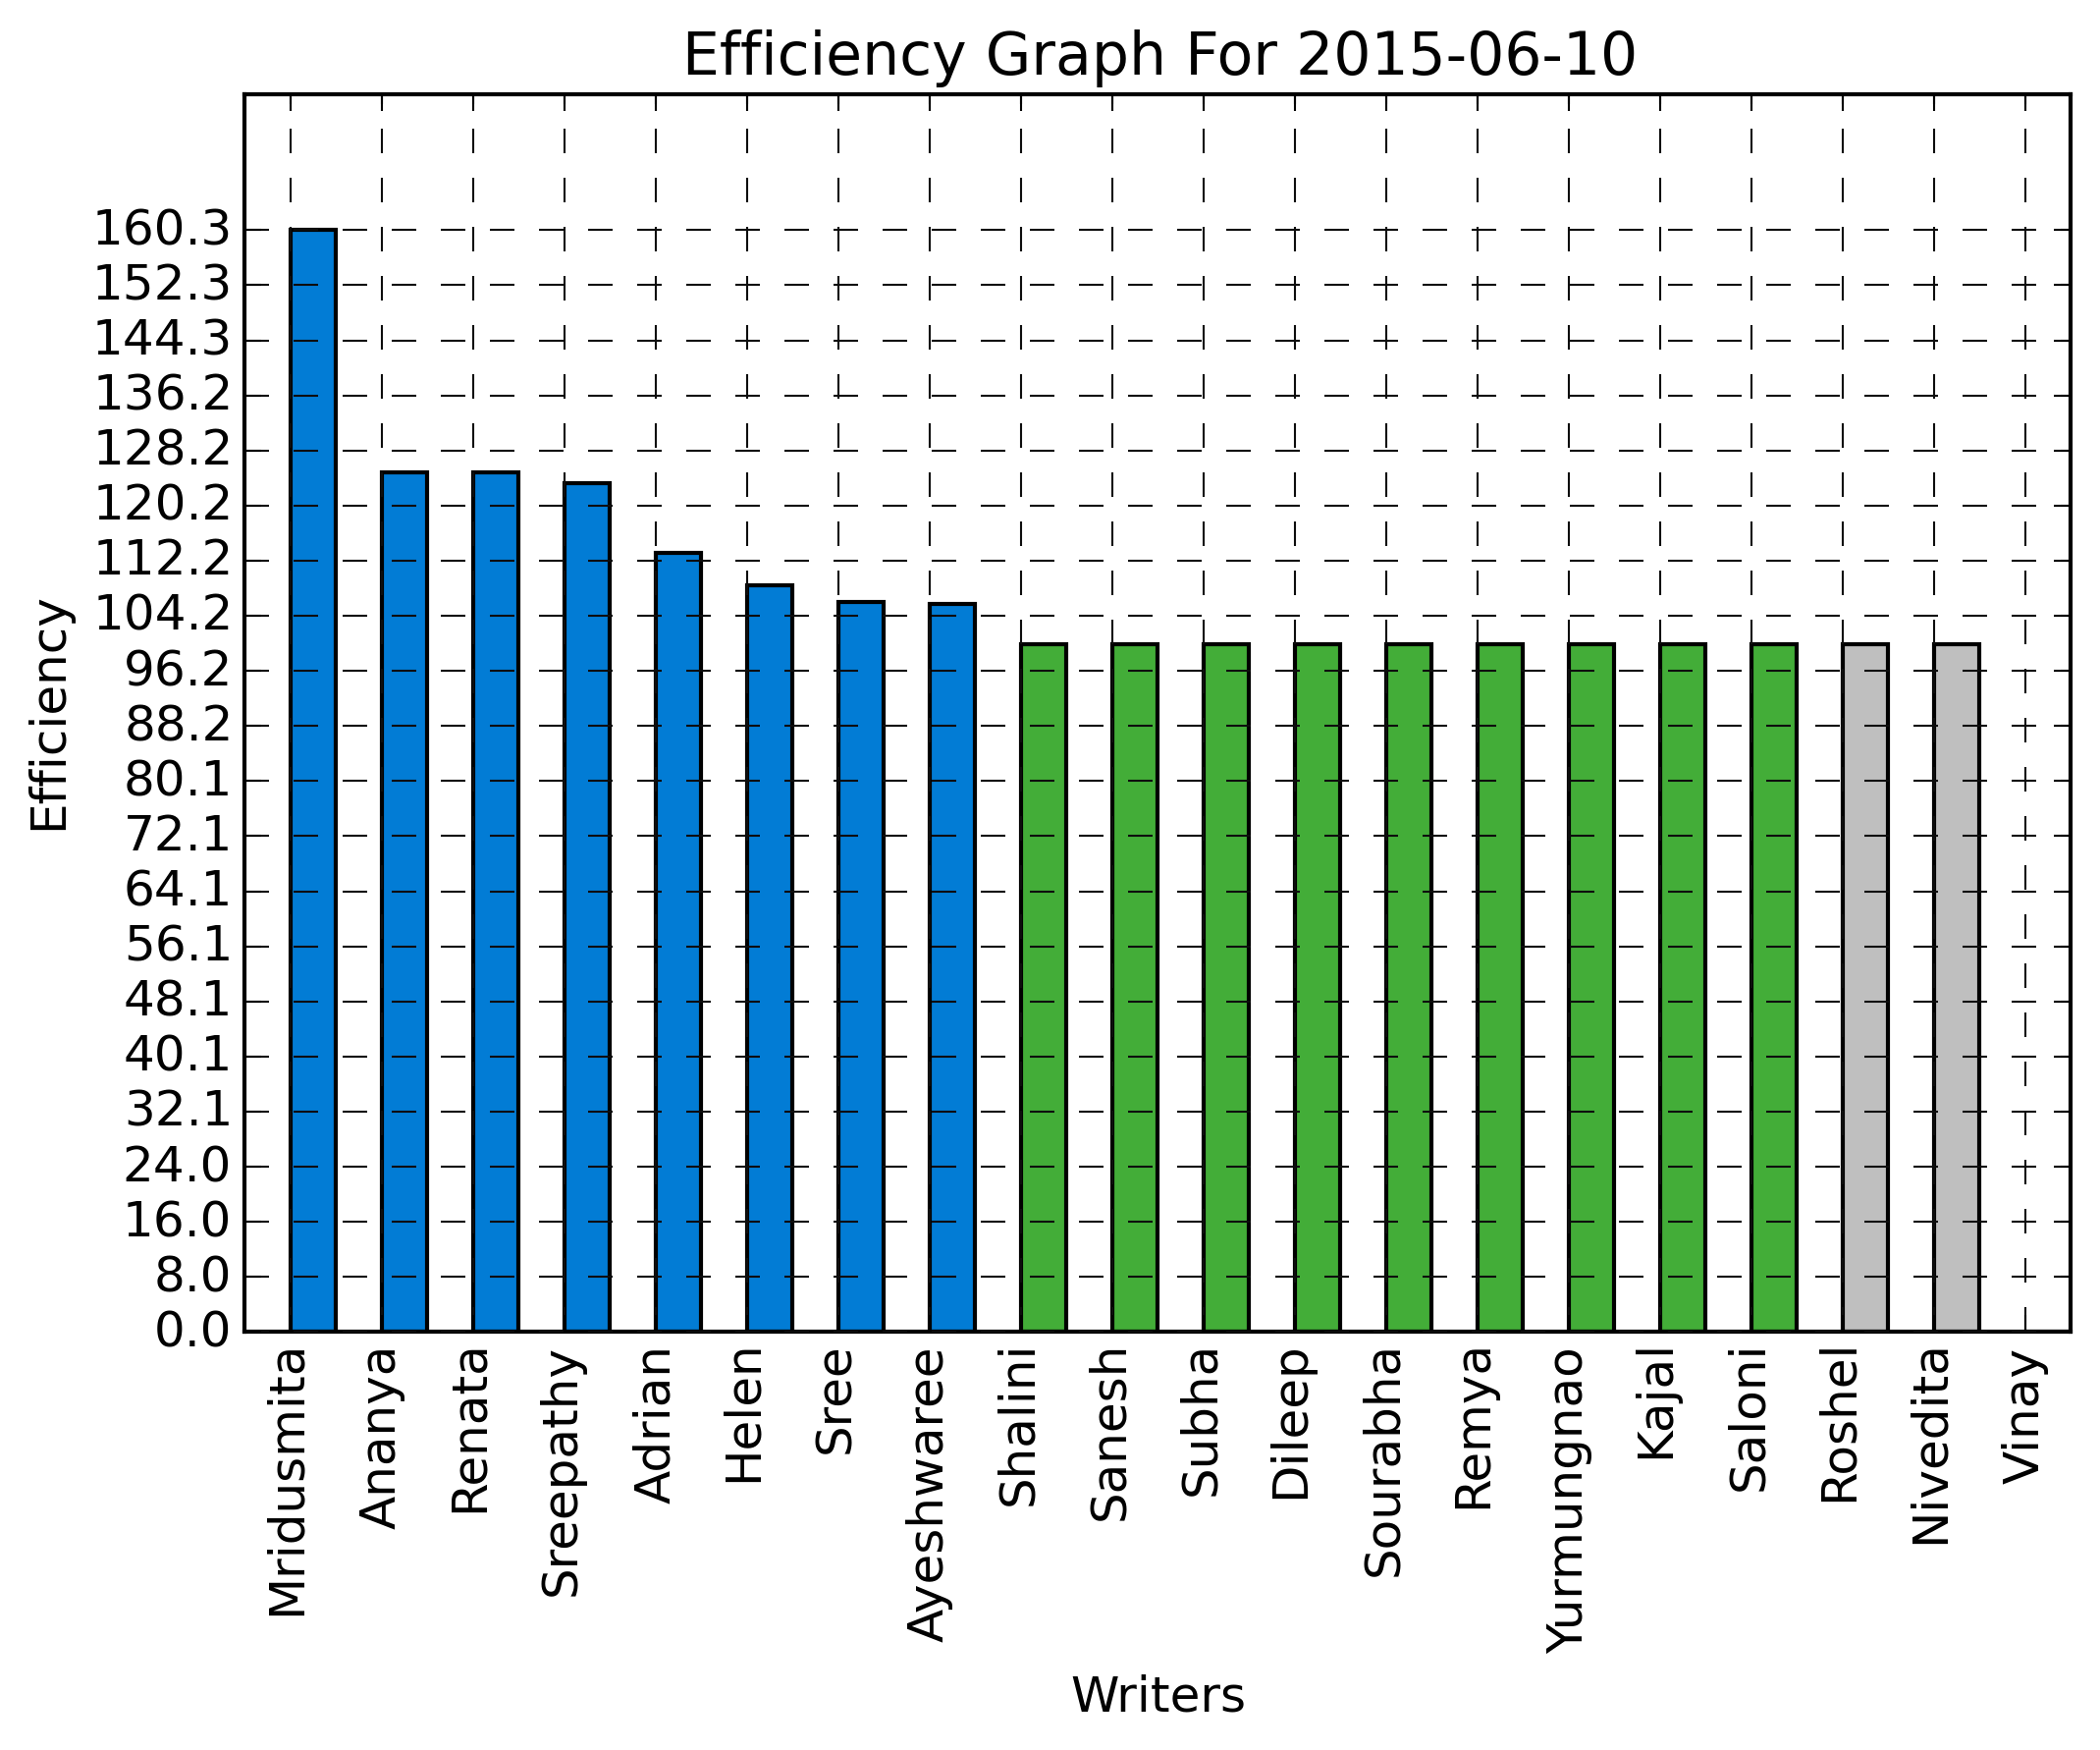 Efficiency Graph For 2015-06-10
Efficiency
160.3
152.3
144.3
136.2
128.2
120.2
112.2
104.2
96.2
88.2
80.1
72.1
64.1
56.1
48.1
40.1
32.1
24.0
16.0
8.0
0.0
Mridusmita
Ananya
Renata
Sreepathy
Adrian
Helen
Sree
Ayeshwaree
Shalini
Sanesh
Subha
Dileep
Sourabha
Remya
Yurmungnao
Kajal
Saloni
Roshel
Nivedita
Vinay
Writers